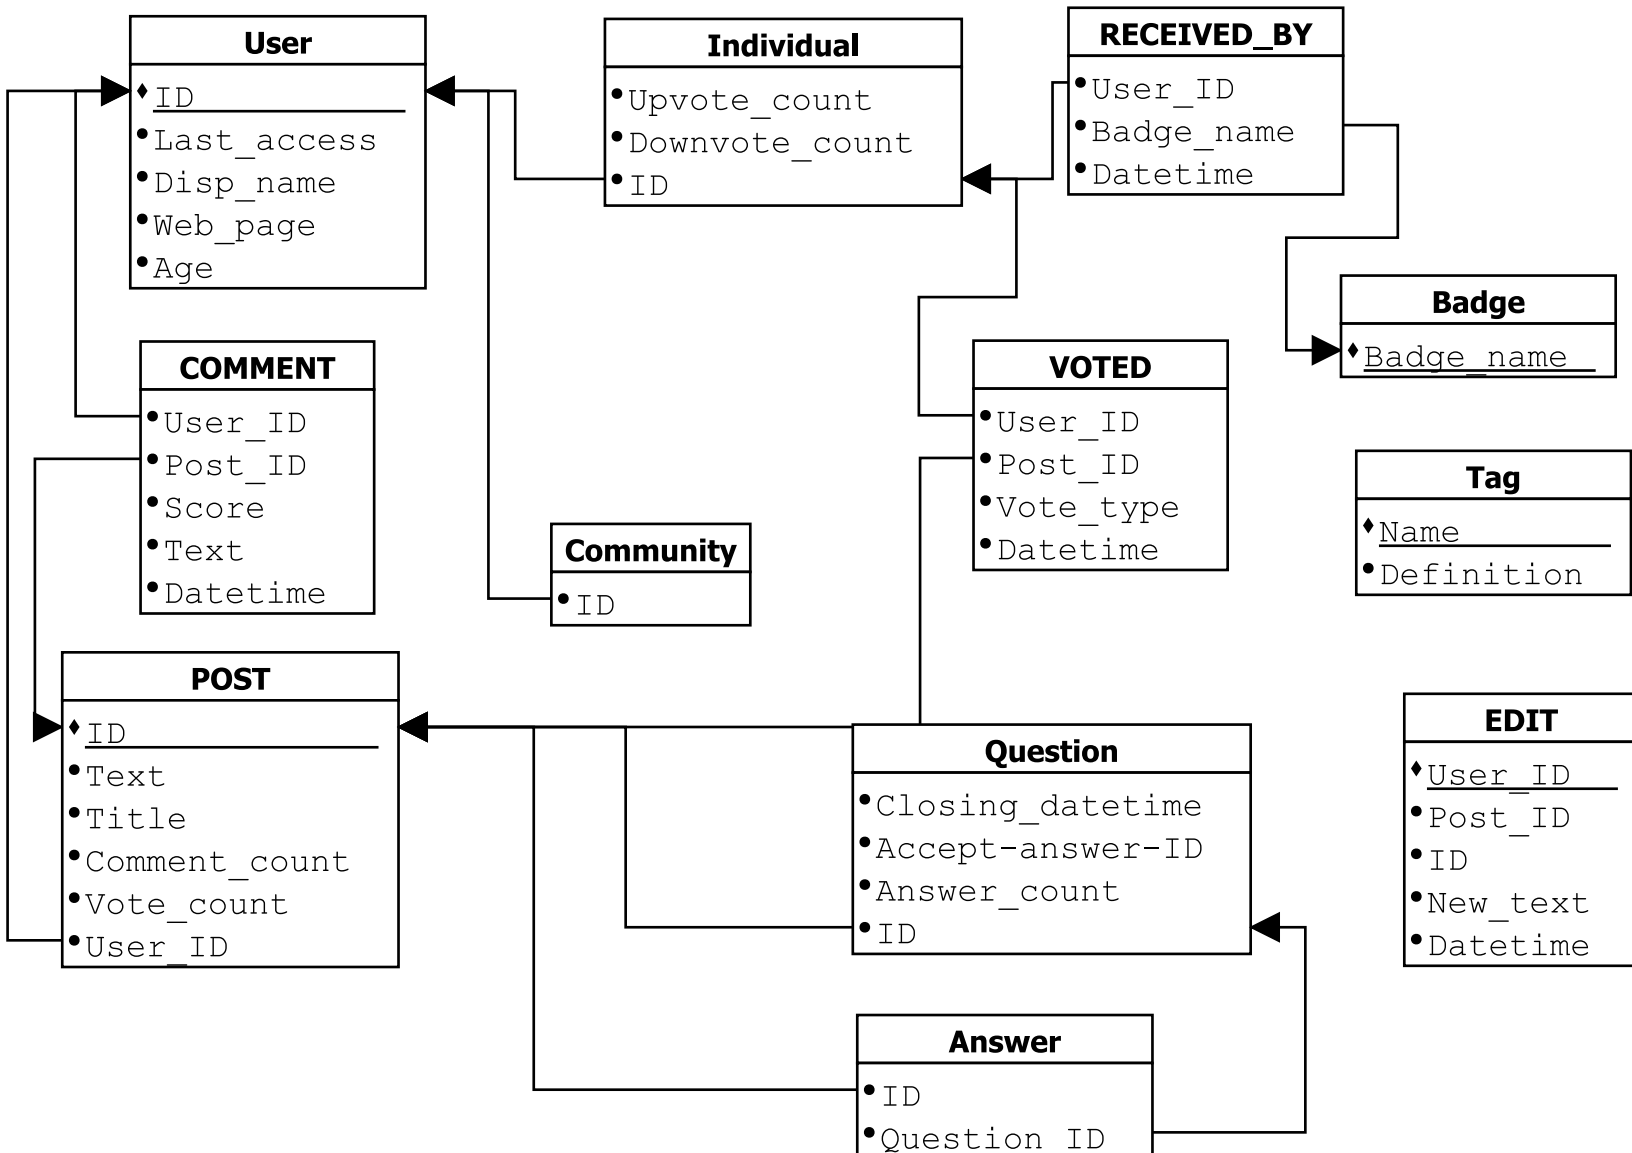 User
ID
Last_access
Disp_name
Web_page
Age
Individual
Upvote_count
Downvote_count
ID
RECEIVED_BY
User_ID
Badge_name
Datetime
Badge
Badge_name
COMMENT
User_ID
Post_ID
Score
Text
Datetime
VOTED
User_ID
Post_ID
Vote_type
Datetime
Tag
Name
Definition
Community
ID
POST
ID
Text
Title
Comment_count
Vote_count
User_ID
Question
Closing_datetime
Accept-answer-ID
Answer_count
ID
EDIT
User_ID
Post_ID
ID
New_text
Datetime
Answer
ID
Question ID